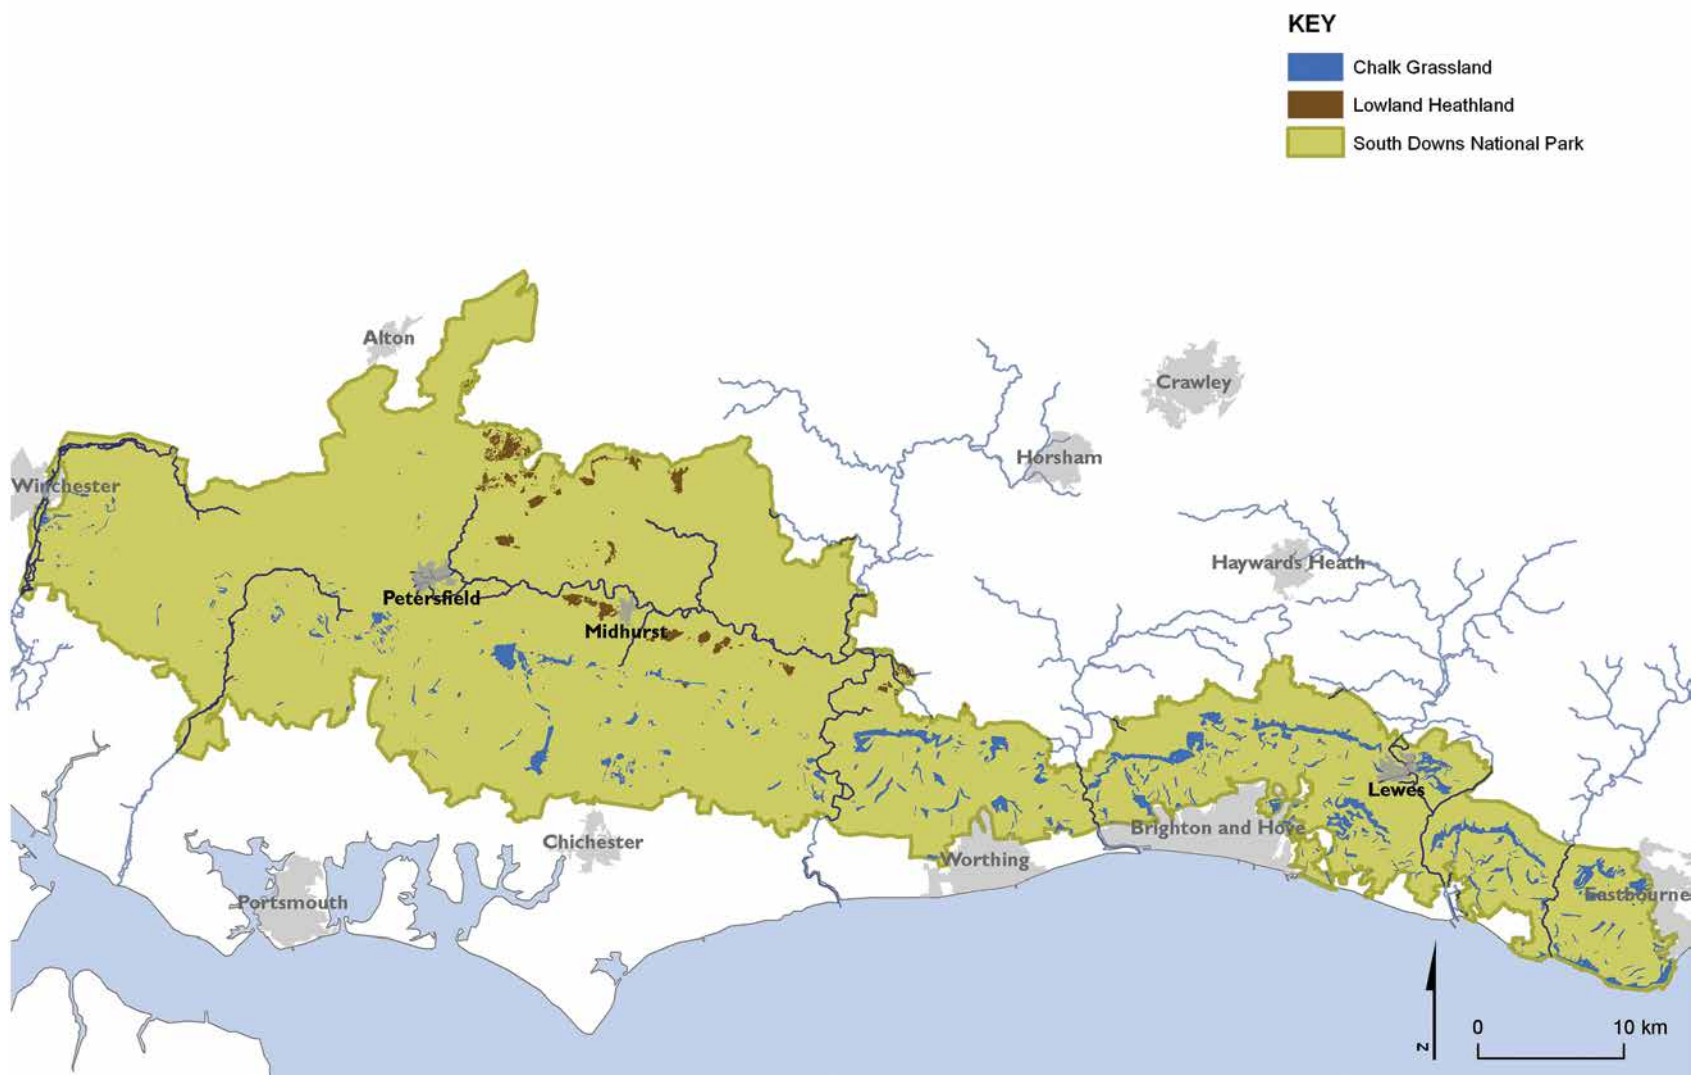 KEY
Chalk Grassland
Lowland Heathland
South Downs National Park
Alton
Crawley
Horsham
Winchester
Haywards Heath
Petersfield
Midhurst
Lewes
Brighton and Hove
Chichester
Worthing
Portsmouth
Eastbourne
0 10 km
N